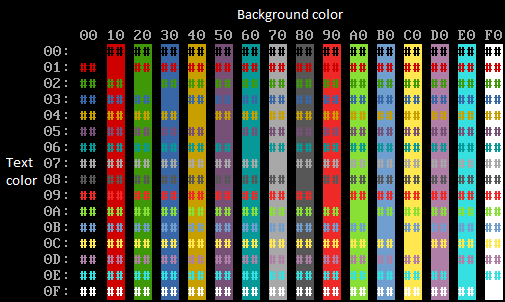 Background color
00 10 20 30 40 50 60 70 80 90 A0 B0 C0 D0 E0 F0
00: ## ## ## ## ## ## ## ## ## ## ## ## ## ## ##
01: ## ## ## ## ## ## ## ## ## ## ## ## ## ## ##
02: ## ## ## ## ## ## ## ## ## ## ## ## ## ## ##
03: ## ## ## ## ## ## ## ## ## ## ## ## ## ## ##
04: ## ## ## ## ## ## ## ## ## ## ## ## ## ## ##
05: ## ## ## ## ## ## ## ## ## ## ## ## ## ## ##
06: ## ## ## ## ## ## ## ## ## ## ## ## ## ## ##
Text
color
07: ## ## ## ## ## ## ## ## ## ## ## ## ## ## ##
08: ## ## ## ## ## ## ## ## ## ## ## ## ## ## ##
09: ## ## ## ## ## ## ## ## ## ## ## ## ## ## ##
0A: ## ## ## ## ## ## ## ## ## ## ## ## ## ## ##
0B: ## ## ## ## ## ## ## ## ## ## ## ## ## ## ##
0C: ## ## ## ## ## ## ## ## ## ## ## ## ## ## ##
0D: ## ## ## ## ## ## ## ## ## ## ## ## ## ## ##
0E: ## ## ## ## ## ## ## ## ## ## ## ## ## ## ##
0F: ## ## ## ## ## ## ## ## ## ## ## ## ## ## ##